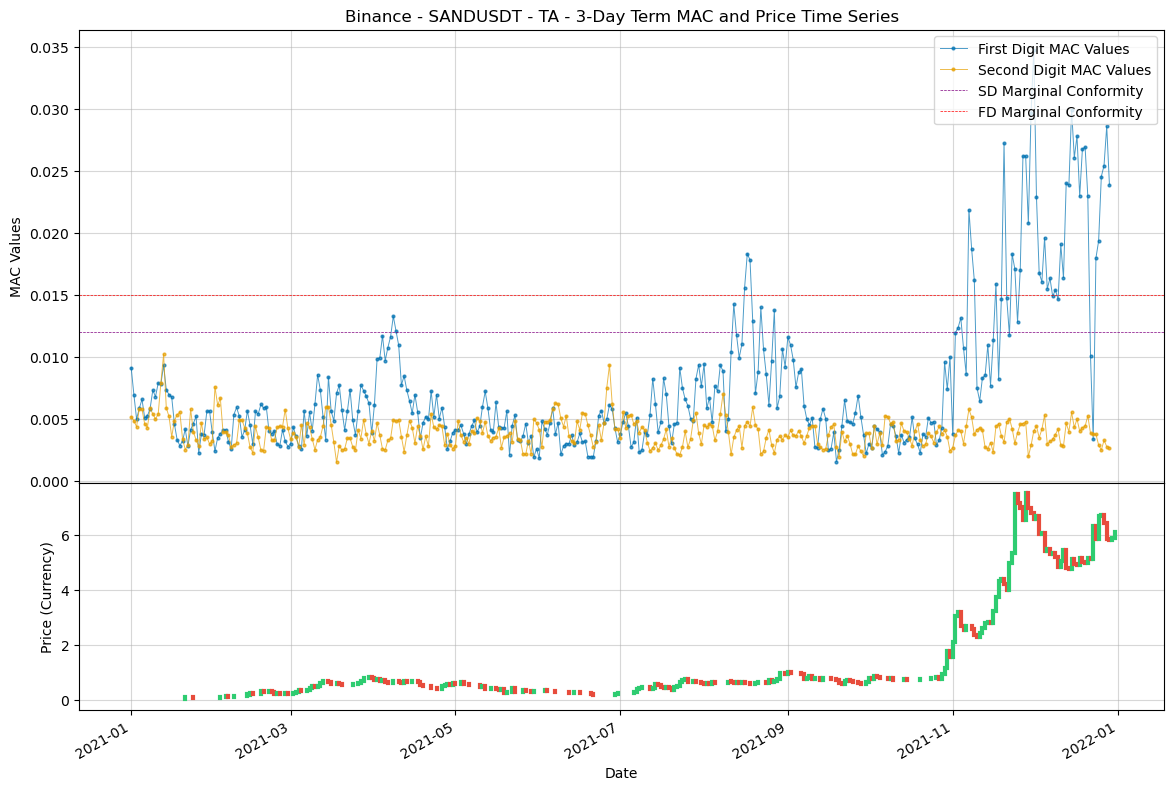 Binance - SANDUSDT - TA - 3-Day Term MAC and Price Time Series
First Digit MAC Values
Second Digit MAC Values
SD Marginal Conformity
FD Marginal Conformity
MAC Values
0.035
0.030
0.025
0.020
0.015
0.010
0.005
0.000
Price (Currency)
6
4
2
0
2021-01
2021-03
2021-05
2021-07
2021-09
2021-11
2022-01
Date